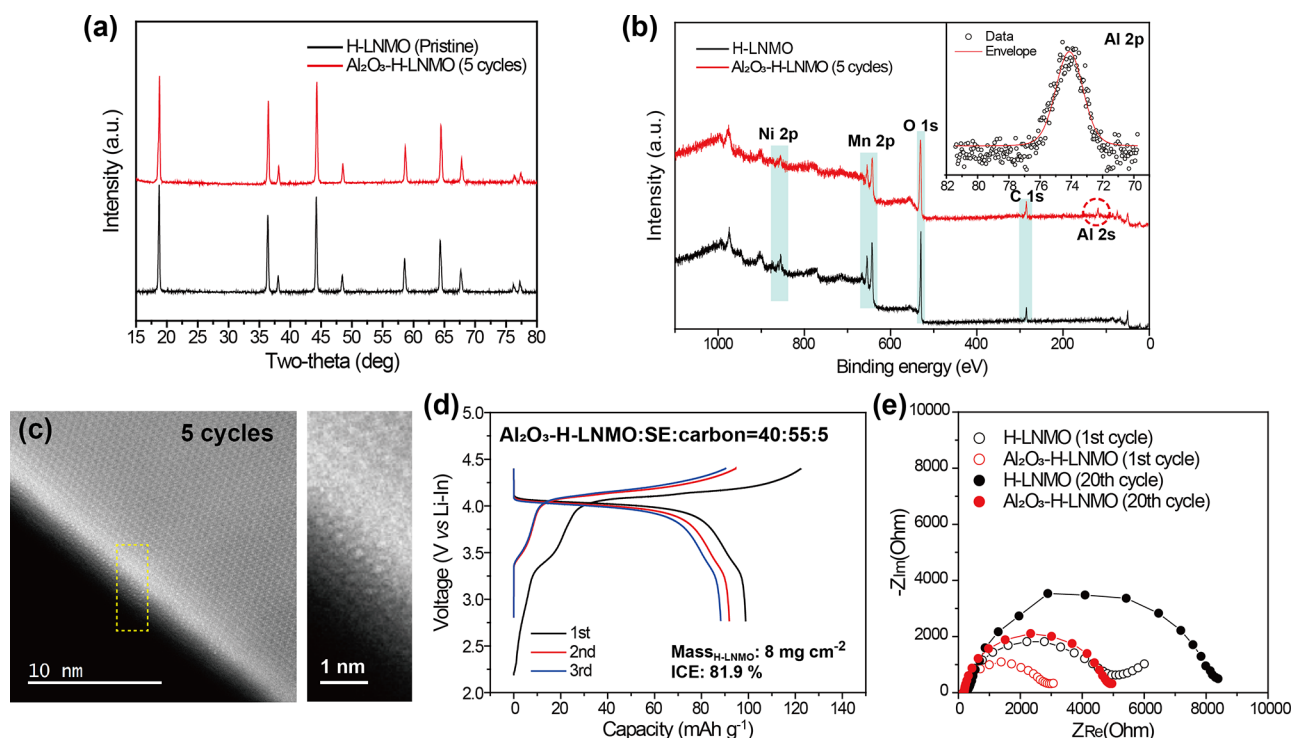 (a)
H-LNMO (Pristine)
Al₂O₃-H-LNMO (5 cycles)
Intensity (a.u.)
15 20 25 30 35 40 45 50 55 60 65 70 75 80
Two-theta (deg)
(b)
H-LNMO
Al₂O₃-H-LNMO (5 cycles)
Data
Envelope
Al 2p
82 80 78 76 74 72 70
Ni 2p
Mn 2p
O 1s
C 1s
Al 2s
Intensity (a.u.)
1000 800 600 400 200 0
Binding energy (eV)
(c)
5 cycles
10 nm
1 nm
(d)
Al₂O₃-H-LNMO:SE:carbon=40:55:5
5.0
4.5
4.0
3.5
3.0
2.5
2.0
Voltage (V vs Li-In)
1st
2nd
3rd
Mass_H-LNMO: 8 mg cm⁻²
ICE: 81.9 %
0 20 40 60 80 100 120 140
Capacity (mAh g⁻¹)
(e)
10000
8000
6000
4000
2000
0
-ZIm(Ohm)
H-LNMO (1st cycle)
Al₂O₃-H-LNMO (1st cycle)
H-LNMO (20th cycle)
Al₂O₃-H-LNMO (20th cycle)
0 2000 4000 6000 8000 10000
ZRe(Ohm)